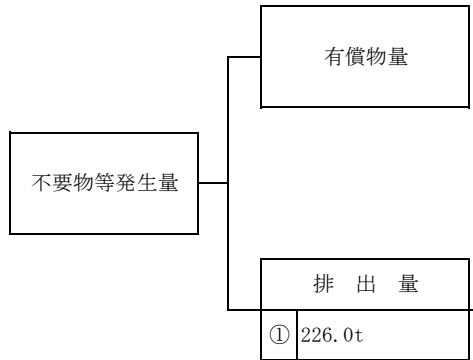 有償物量
不要物等発生量
排 出 量
① 226.0t